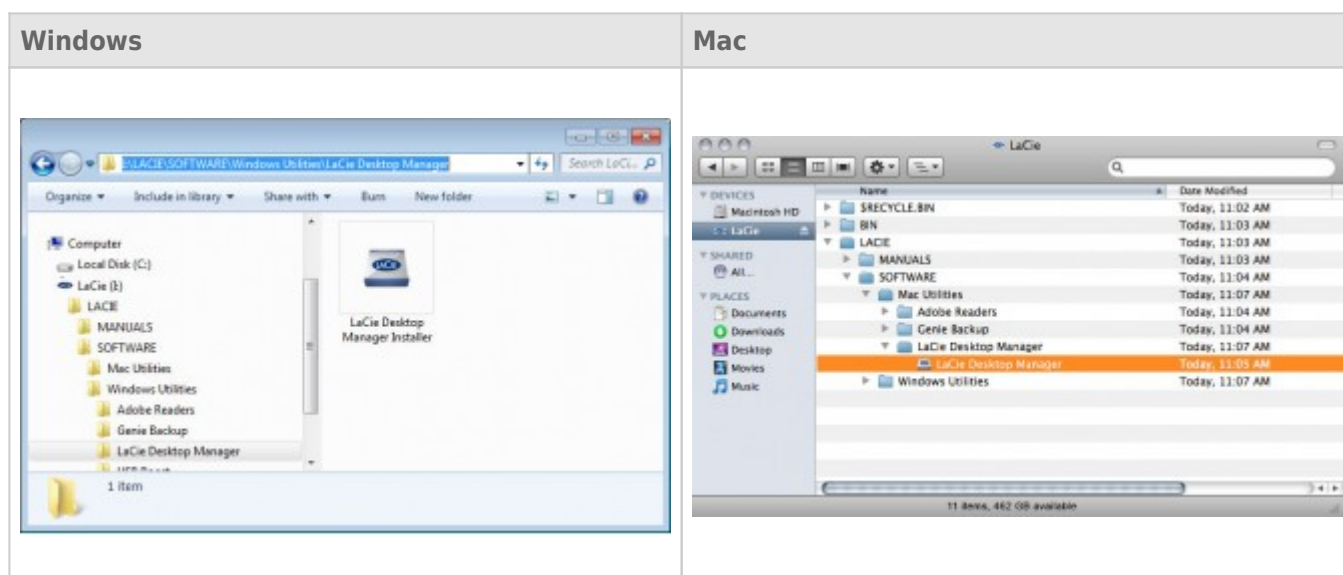 Windows
Mac
E:\LACIE\SOFTWARE\Windows Utilities\LaCie Desktop Manager
Search LaCi...
Organize
Include in library
Share with
Burn
New folder
Computer
Local Disk (C:)
LaCie (E:)
LACIE
MANUALS
SOFTWARE
Mac Utilities
Windows Utilities
Adobe Readers
Genie Backup
LaCie Desktop Manager
LaCie Desktop
Manager Installer
1 item
LaCie
DEVICES
Macintosh HD
LaCie
SHARED
All...
PLACES
Documents
Downloads
Desktop
Movies
Music
Name Date Modified
$RECYCLE.BIN Today, 11:02 AM
BIN Today, 11:03 AM
LACIE Today, 11:03 AM
MANUALS Today, 11:03 AM
SOFTWARE Today, 11:04 AM
Mac Utilities Today, 11:07 AM
Adobe Readers Today, 11:04 AM
Genie Backup Today, 11:04 AM
LaCie Desktop Manager Today, 11:07 AM
LaCie Desktop Manager Today, 11:05 AM
Windows Utilities Today, 11:07 AM
11 items, 462 GB available